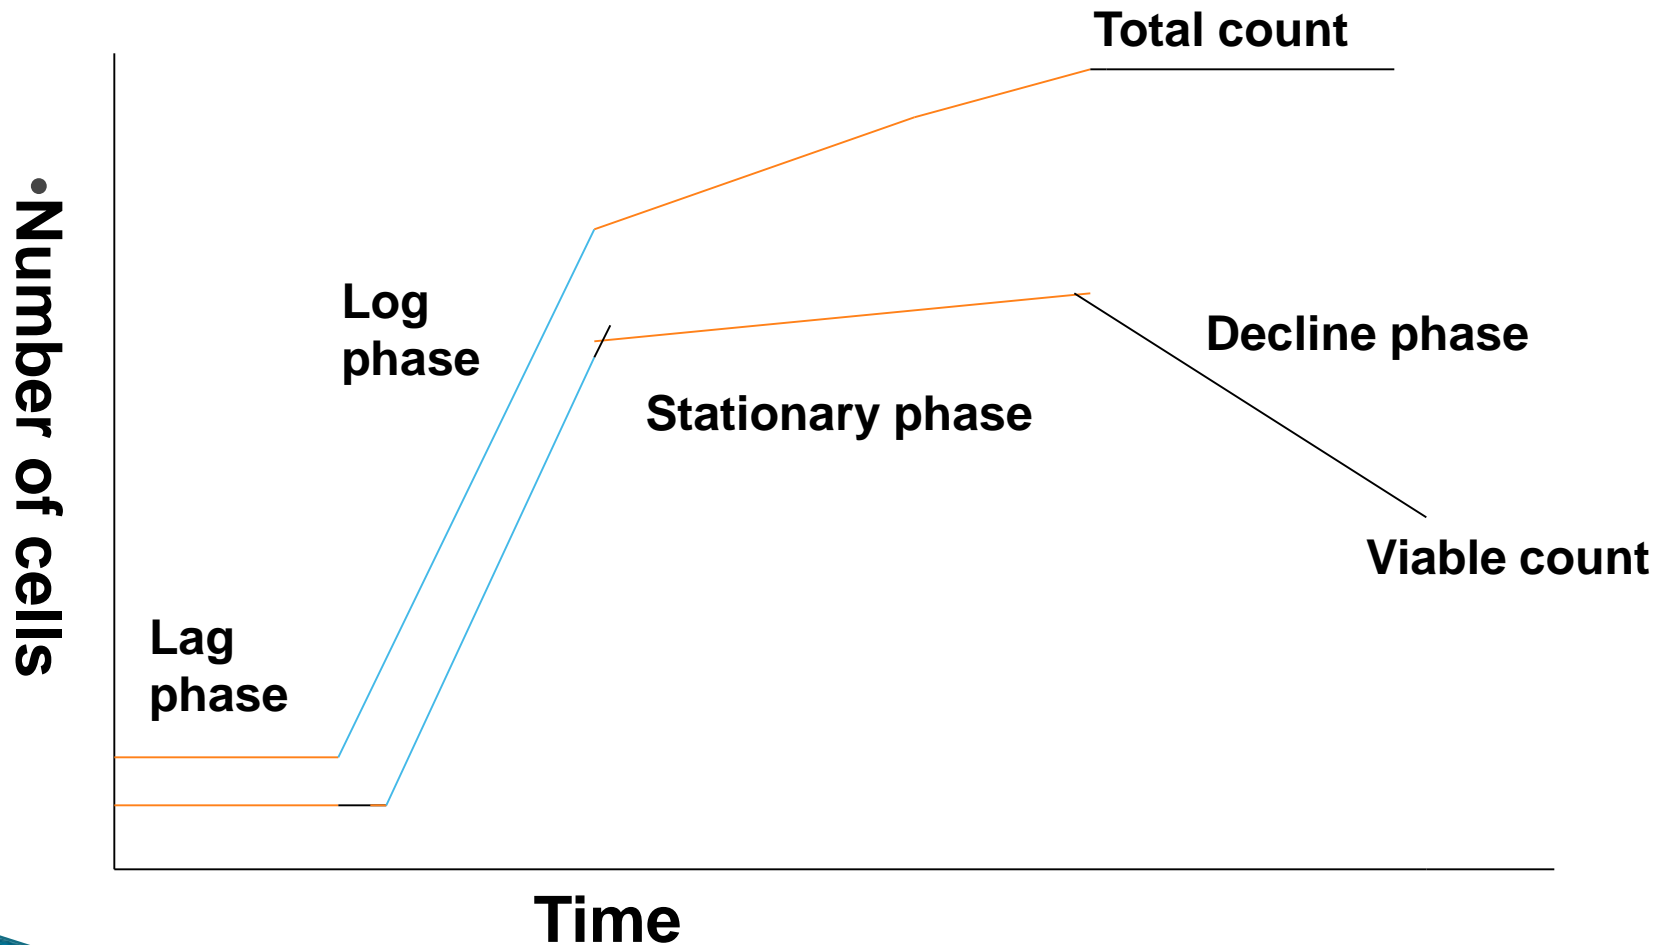 Total count
•Number of cells
Log
phase
Decline phase
Stationary phase
Viable count
Lag
phase
Time